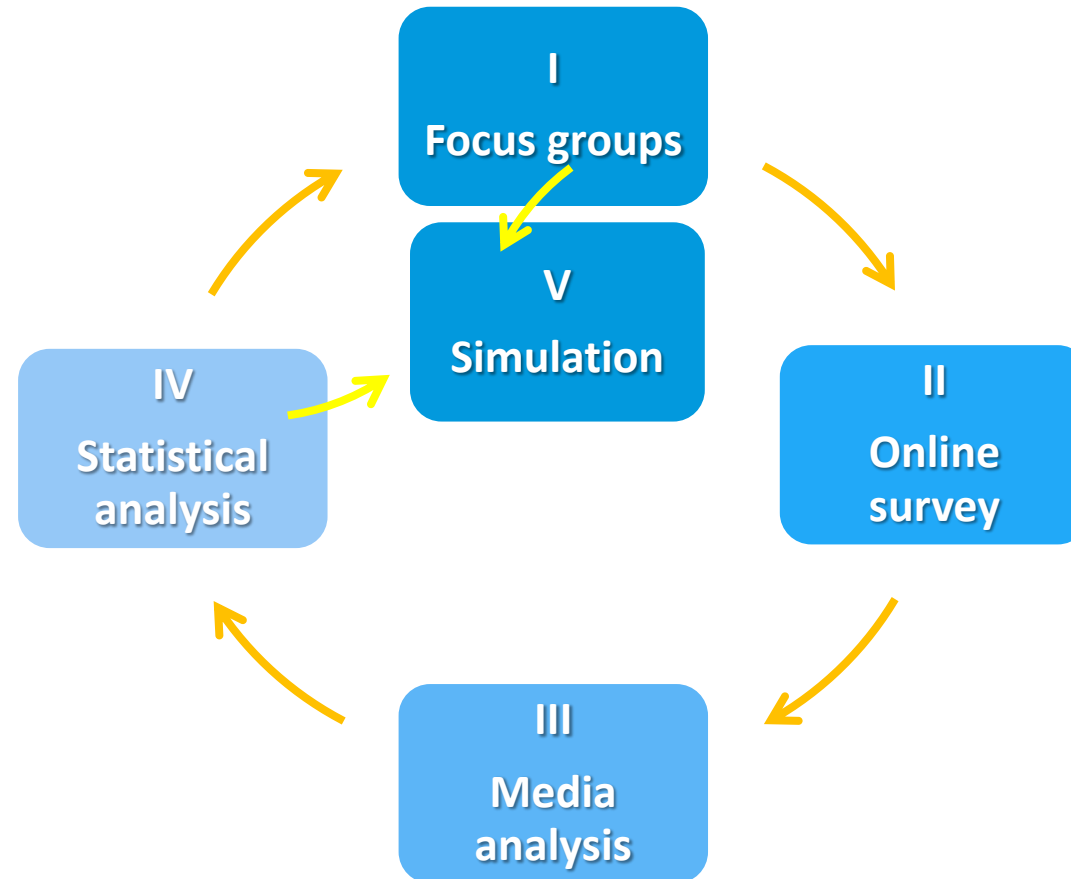 I
Focus groups
V
Simulation
II
Online
survey
III
Media
analysis
IV
Statistical
analysis